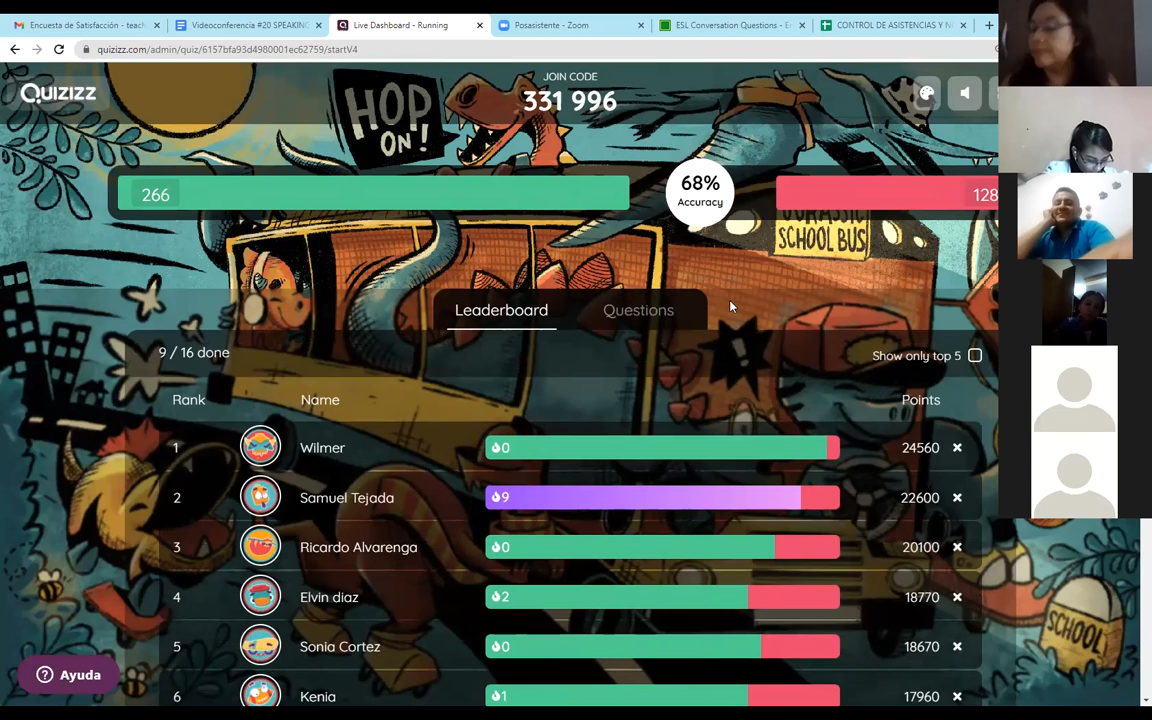 Encuesta de Satisfacción - teach
Videoconferencia #20 SPEAKING
Live Dashboard - Running
Posasistente - Zoom
ESL Conversation Questions - E
CONTROL DE ASISTENCIAS Y N
quizizz.com/admin/quiz/6157bfa93d4980001ec62759/startV4
Quizizz
HOP ON!
JOIN CODE
331 996
266
68%
Accuracy
128
JURASSIC
SCHOOL BUS
Leaderboard
Questions
9 / 16 done
Show only top 5
Rank
Name
Points
1 Wilmer 0 24560
2 Samuel Tejada 9 22600
3 Ricardo Alvarenga 0 20100
4 Elvin diaz 2 18770
5 Sonia Cortez 0 18670
6 Kenia 1 17960
SCHOOL
Ayuda